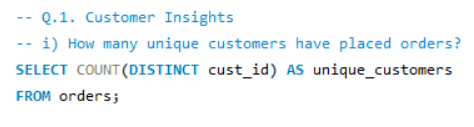 -- Q.1. Customer Insights
-- i) How many unique customers have placed orders?
SELECT COUNT(DISTINCT cust_id) AS unique_customers
FROM orders;